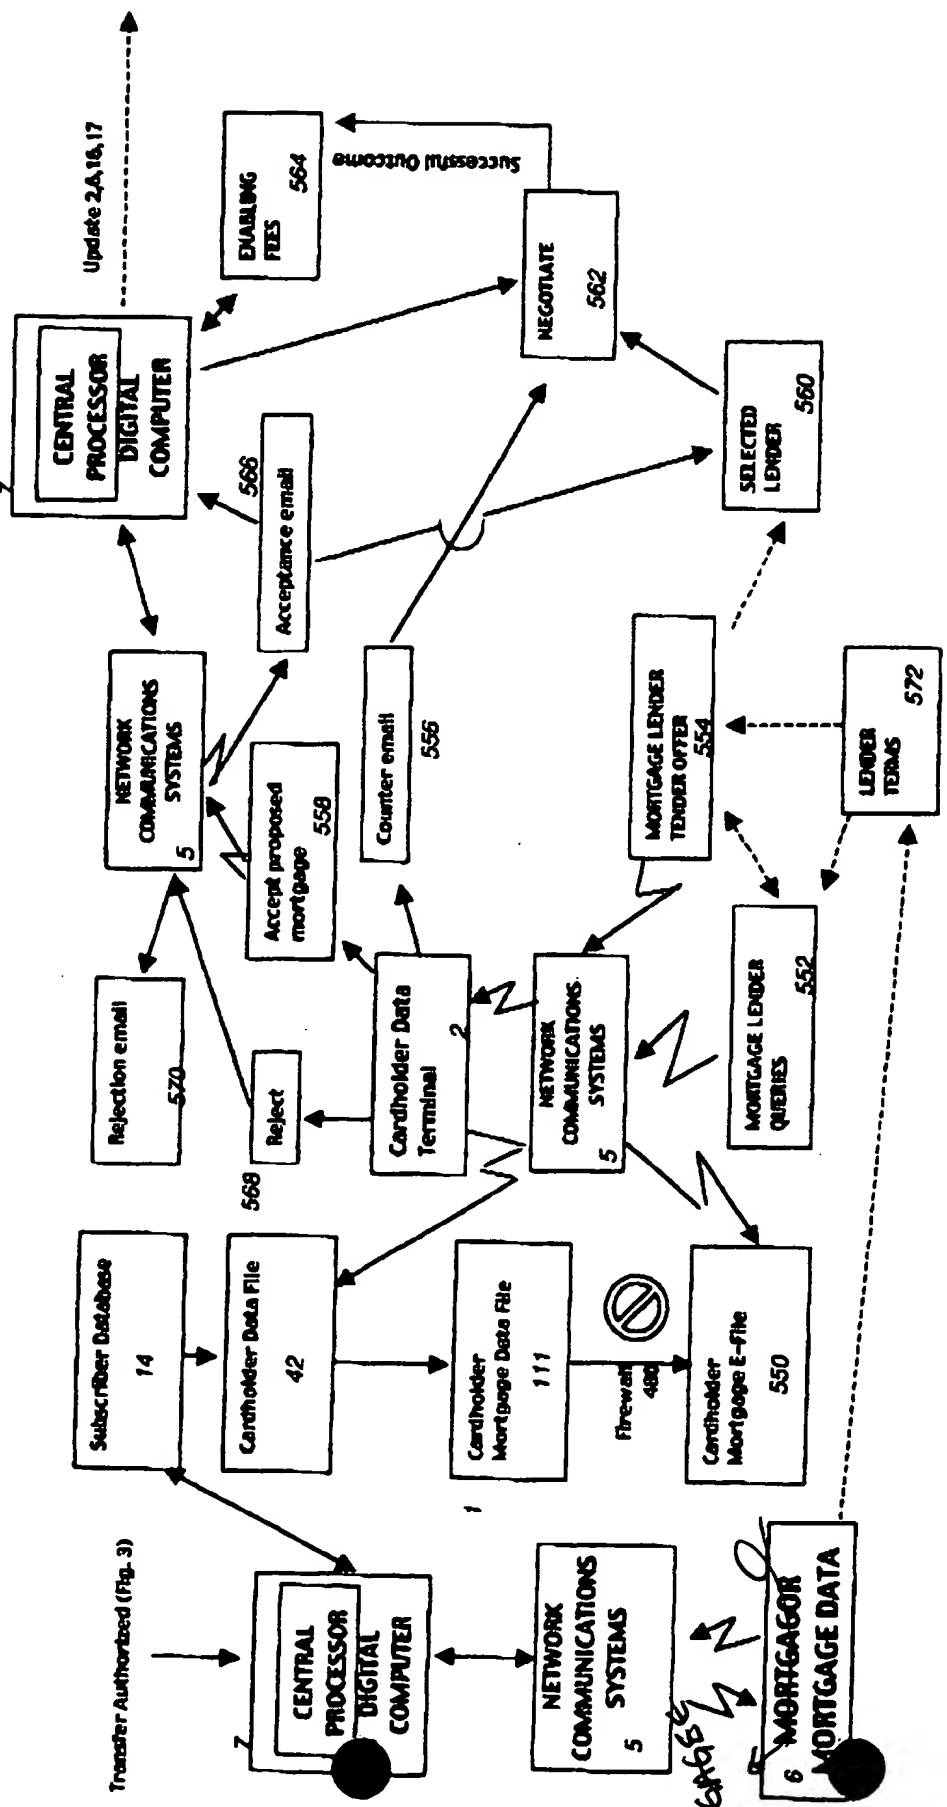 Transfer Authorized (Fig. 3)
7
CENTRAL
PROCESSOR
DIGITAL
COMPUTER
NETWORK
COMMUNICATIONS
SYSTEMS
5
6
MORTGAGOR
MORTGAGE DATA
Subscriber Database
14
Cardholder Data File
42
Cardholder
Mortgage Data File
111
1
Firewall
480
Cardholder
Mortgage E-File
550
Rejection email
570
568
Reject
Cardholder Data
Terminal
2
NETWORK
COMMUNICATIONS
SYSTEMS
5
MORTGAGE LENDER
QUERIES
552
NETWORK
COMMUNICATIONS
SYSTEMS
5
Accept proposed
mortgage
558
Counter email
556
MORTGAGE LENDER
TENDER OFFER
554
LENDER
TERMS
572
Acceptance email
566
7
CENTRAL
PROCESSOR
DIGITAL
COMPUTER
Update 2,6,16,17
ENABLING
FEES
564
Successful Outcome
NEGOTIATE
562
SELECTED
LENDER
560